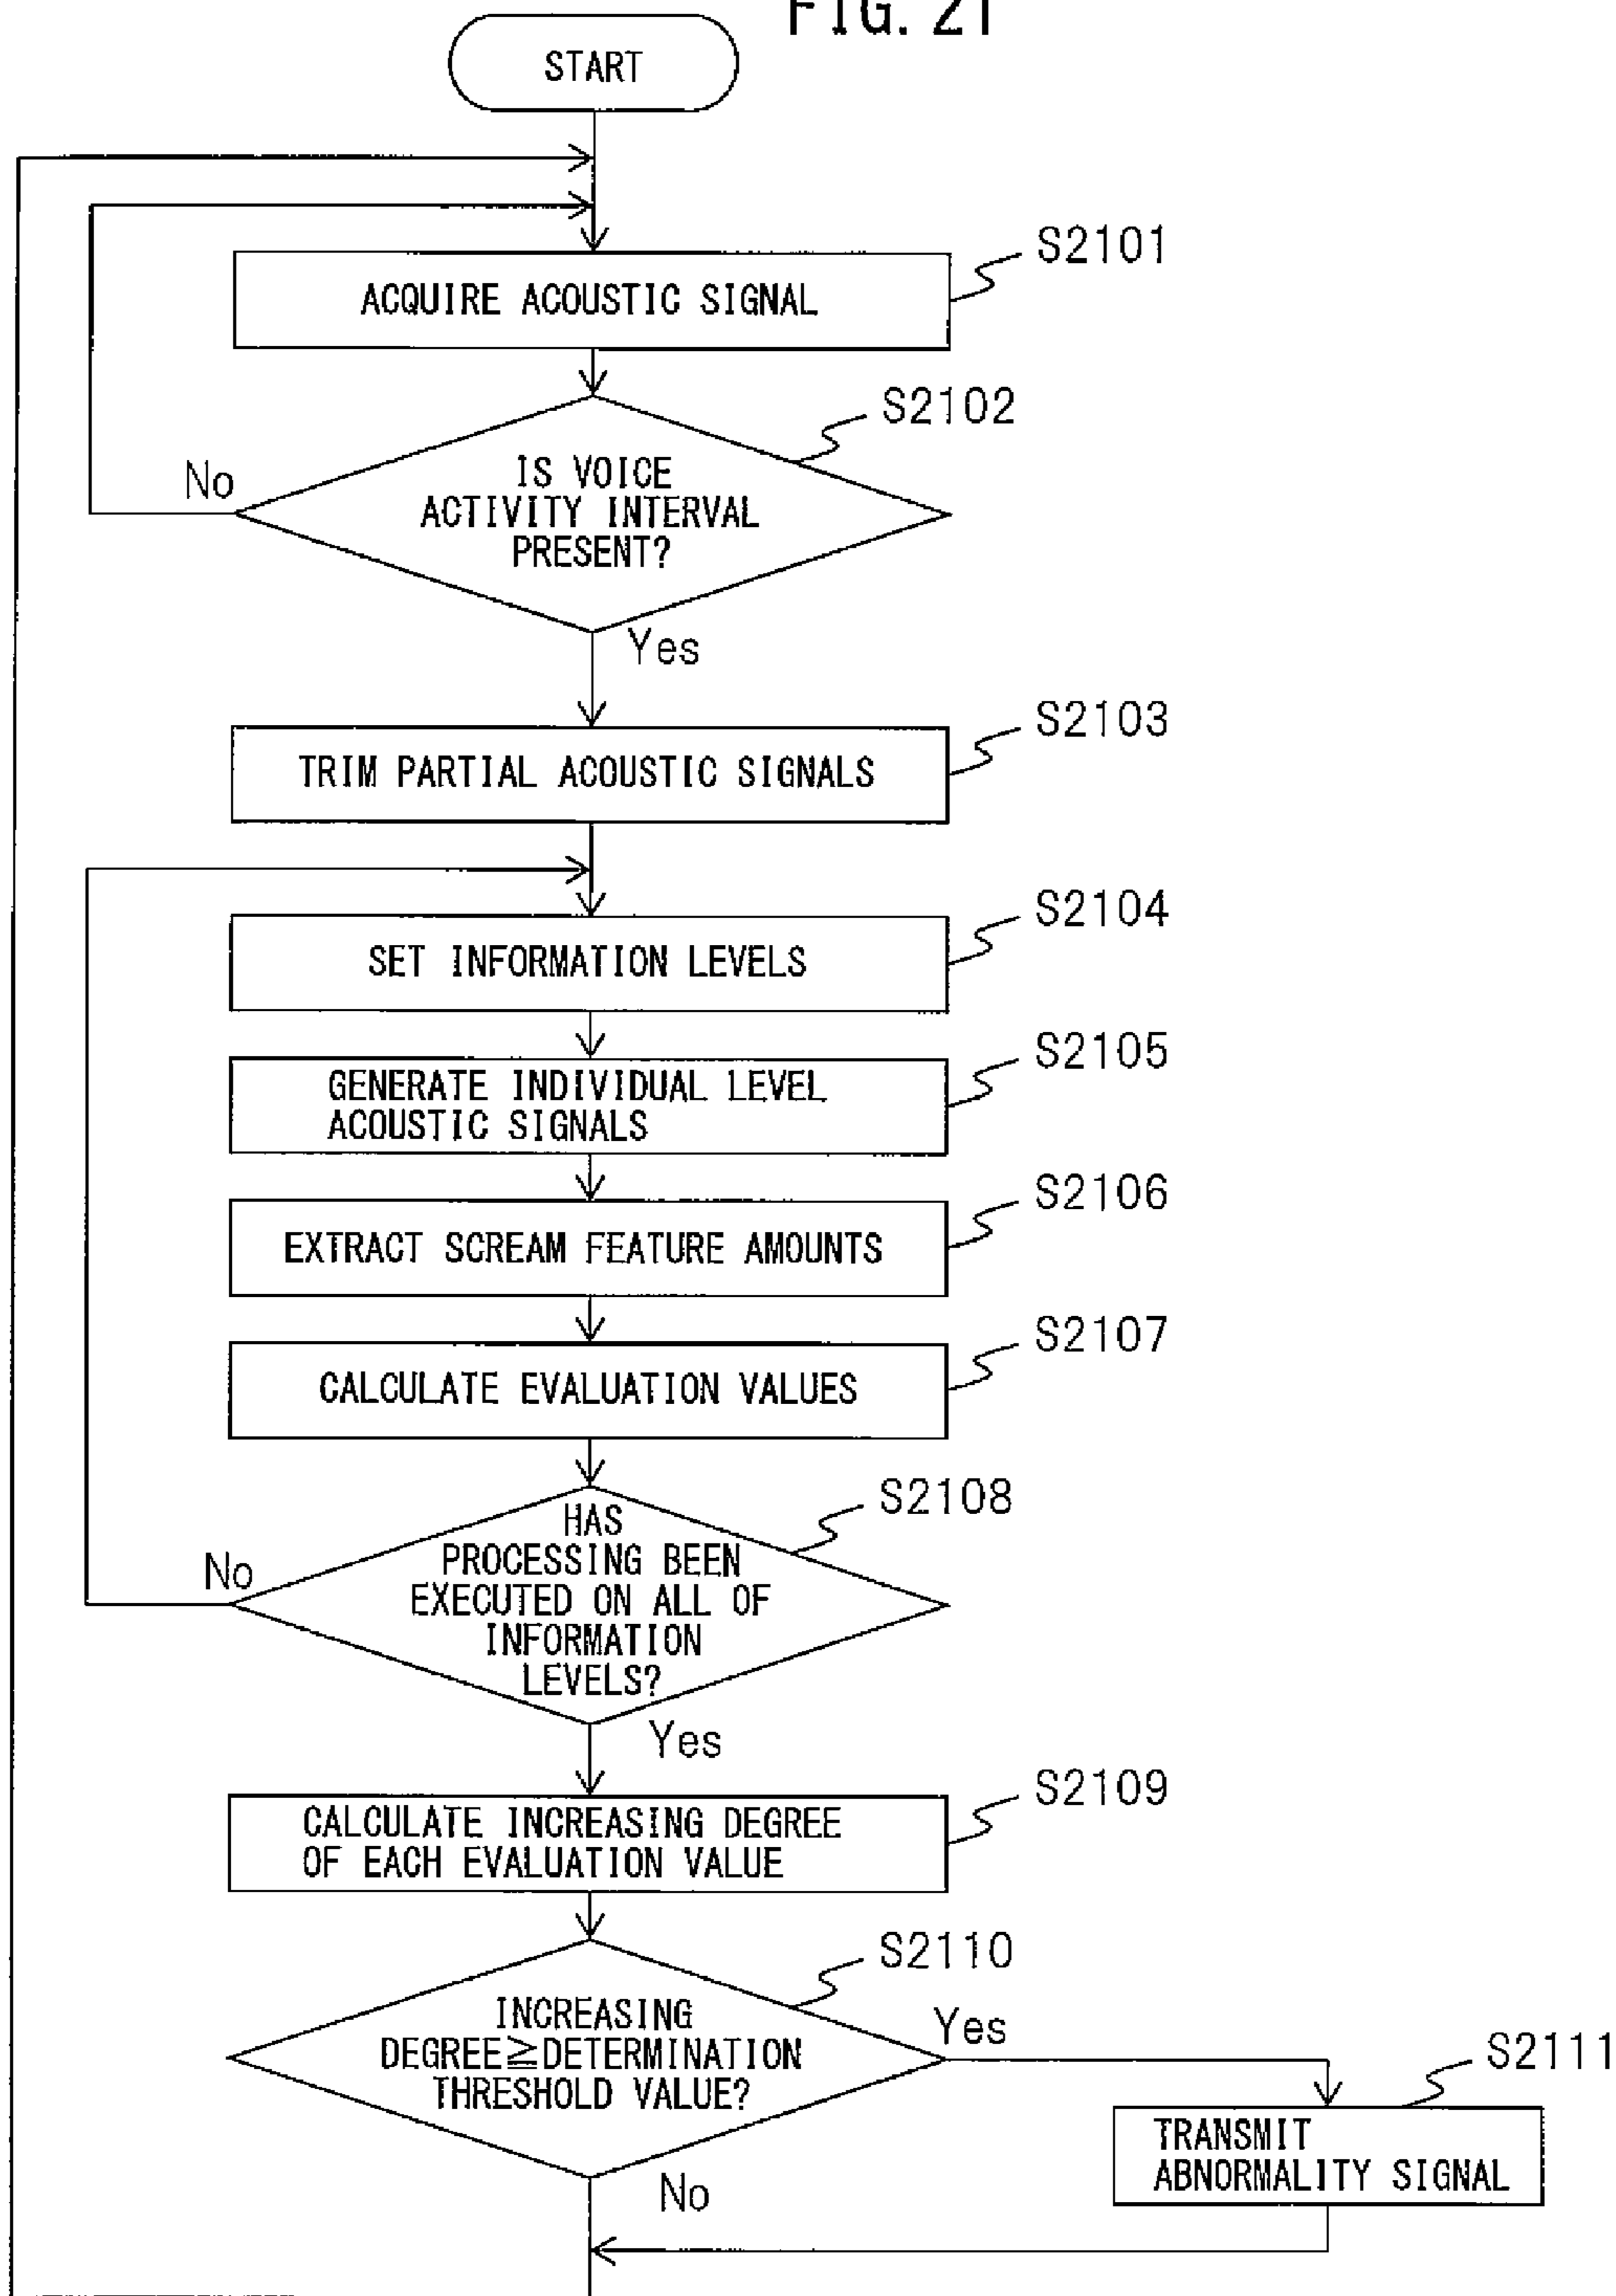 FIG. 21
START
S2101
ACQUIRE ACOUSTIC SIGNAL
S2102
No
IS VOICE
ACTIVITY INTERVAL
PRESENT?
Yes
S2103
TRIM PARTIAL ACOUSTIC SIGNALS
S2104
SET INFORMATION LEVELS
S2105
GENERATE INDIVIDUAL LEVEL
ACOUSTIC SIGNALS
S2106
EXTRACT SCREAM FEATURE AMOUNTS
S2107
CALCULATE EVALUATION VALUES
S2108
HAS
PROCESSING BEEN
No
EXECUTED ON ALL OF
INFORMATION
LEVELS?
Yes
S2109
CALCULATE INCREASING DEGREE
OF EACH EVALUATION VALUE
S2110
INCREASING
DEGREE≧DETERMINATION
THRESHOLD VALUE?
Yes
S2111
TRANSMIT
ABNORMALITY SIGNAL
No